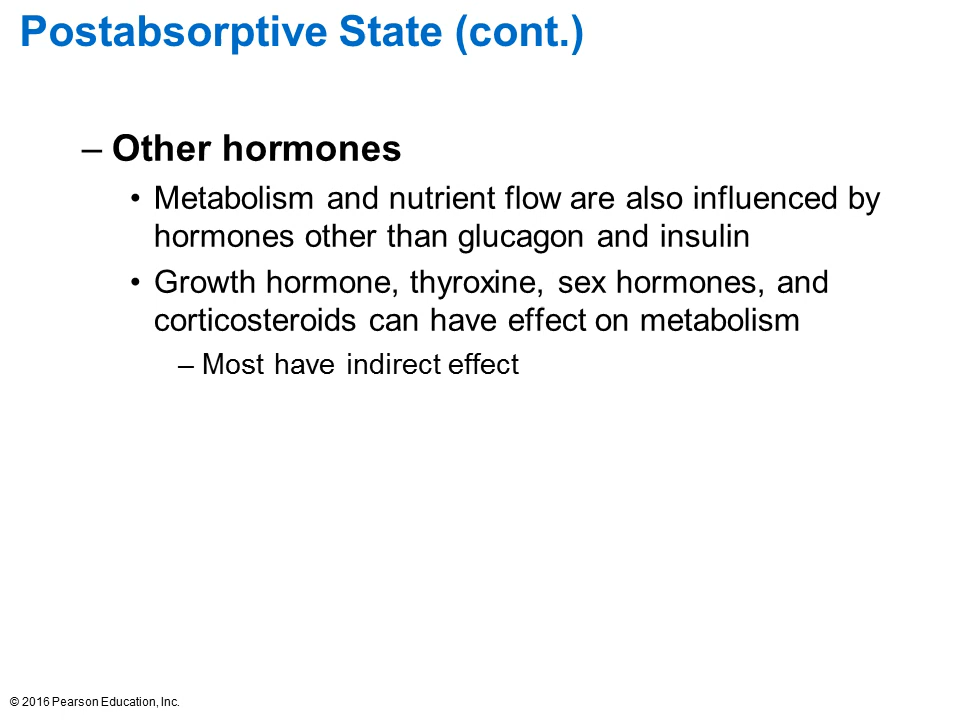 Postabsorptive State (cont.)
– Other hormones
• Metabolism and nutrient flow are also influenced by
hormones other than glucagon and insulin
• Growth hormone, thyroxine, sex hormones, and
corticosteroids can have effect on metabolism
– Most have indirect effect
© 2016 Pearson Education, Inc.